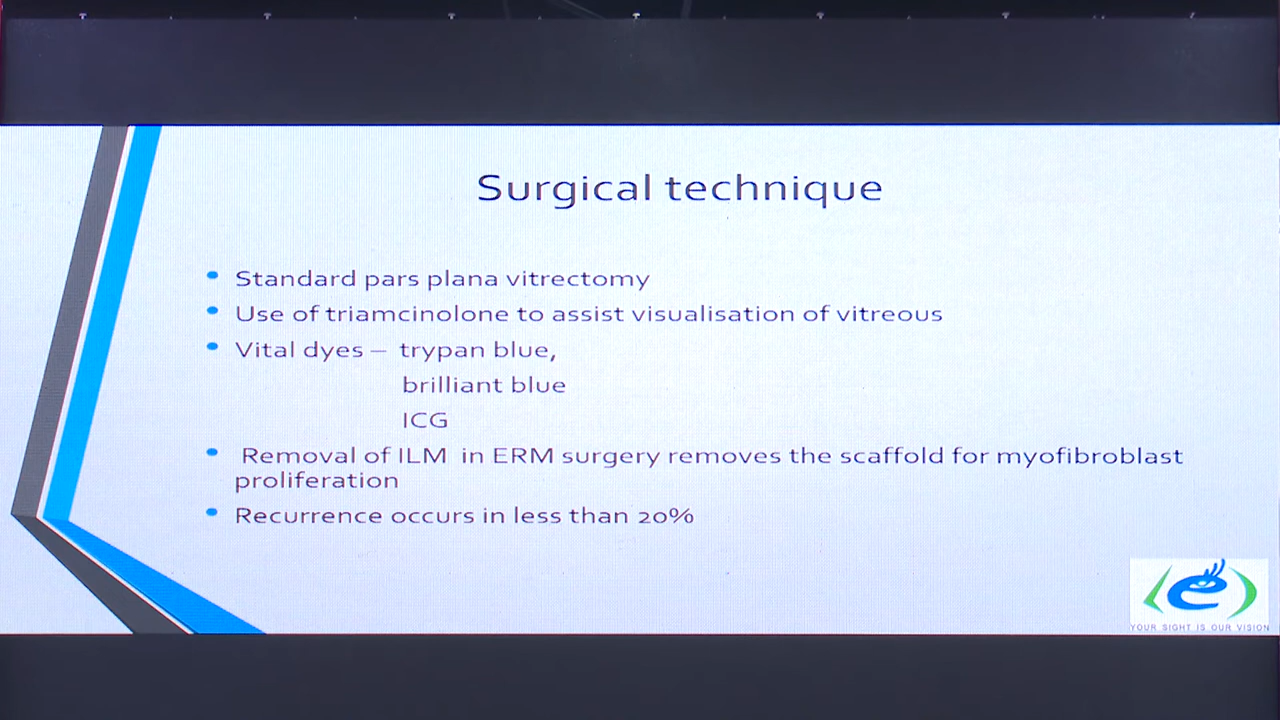 Surgical technique
• Standard pars plana vitrectomy
• Use of triamcinolone to assist visualisation of vitreous
• Vital dyes – trypan blue,
brilliant blue
ICG
• Removal of ILM in ERM surgery removes the scaffold for myofibroblast
proliferation
• Recurrence occurs in less than 20%
YOUR SIGHT IS OUR VISION